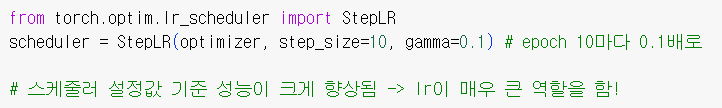 from torch.optim.lr_scheduler import StepLR
scheduler = StepLR(optimizer, step_size=10, gamma=0.1) # epoch 10마다 0.1배로
# 스케줄러 설정값 기준 성능이 크게 향상됨 -> lr이 매우 큰 역할을 함!